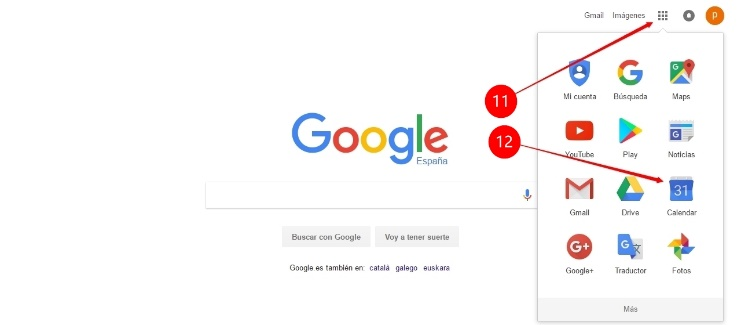 Gmail Imágenes P
11
Mi cuenta Búsqueda Maps
12
Google
España
YouTube Play Noticias
31
Gmail Drive Calendar
Buscar con Google Voy a tener suerte
Google+ Traductor Fotos
Google es también en: català galego euskara
Más